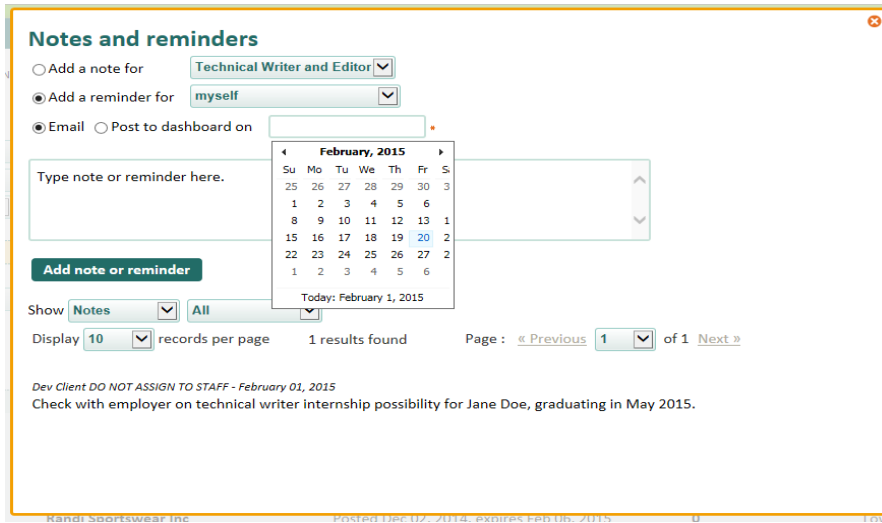 Notes and reminders
Add a note for Technical Writer and Editor
Add a reminder for myself
Email Post to dashboard on *
February, 2015
Su Mo Tu We Th Fr
25 26 27 28 29 30 3
1 2 3 4 5 6
8 9 10 11 12 13 1
15 16 17 18 19 20 2
22 23 24 25 26 27 2
1 2 3 4 5 6
Today: February 1, 2015
Type note or reminder here.
Add note or reminder
Show Notes All
Display 10 records per page 1 results found Page : « Previous 1 of 1 Next »
Dev Client DO NOT ASSIGN TO STAFF - February 01, 2015
Check with employer on technical writer internship possibility for Jane Doe, graduating in May 2015.
Randi Sportswear Inc Posted Dec 02, 2014, expires Feb 06, 2015 0